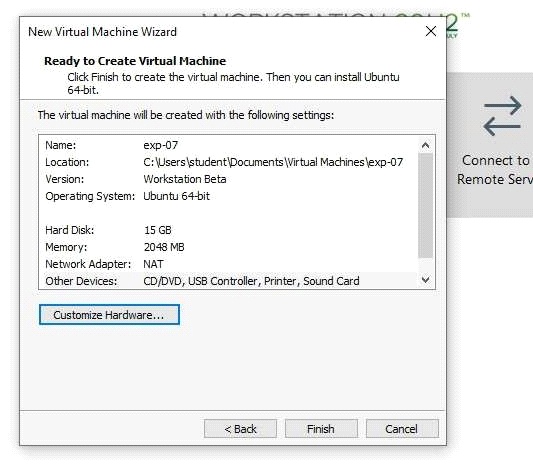 WORKSTATION 22H2™
New Virtual Machine Wizard
Ready to Create Virtual Machine
Click Finish to create the virtual machine. Then you can install Ubuntu
64-bit.
The virtual machine will be created with the following settings:
Name: exp-07
Location: C:\Users\student\Documents\Virtual Machines\exp-07
Version: Workstation Beta
Operating System: Ubuntu 64-bit
Hard Disk: 15 GB
Memory: 2048 MB
Network Adapter: NAT
Other Devices: CD/DVD, USB Controller, Printer, Sound Card
Customize Hardware...
< Back Finish Cancel
Connect to
Remote Serv